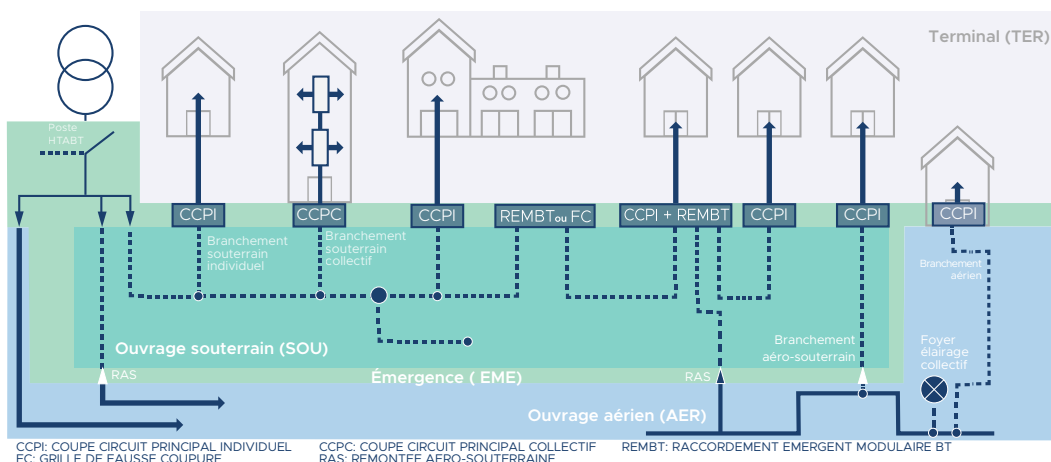 Terminal (TER)
Poste
HTABT
CCPI
CCPC
CCPI
REMBT ou FC
CCPI + REMBT
CCPI
CCPI
CCPI
Branchement
souterrain
individuel
Branchement
souterrain
collectif
Branchement
aérien
Ouvrage souterrain (SOU)
Branchement
aéro-souterrain
Foyer
élairage
collectif
RAS
Émergence ( EME)
RAS
Ouvrage aérien (AER)
CCPI: COUPE CIRCUIT PRINCIPAL INDIVIDUEL
CCPC: COUPE CIRCUIT PRINCIPAL COLLECTIF
REMBT: RACCORDEMENT EMERGENT MODULAIRE BT
FC: GRILLE DE FAUSSE COUPURE
RAS: REMONTEE AERO-SOUTERRAINE